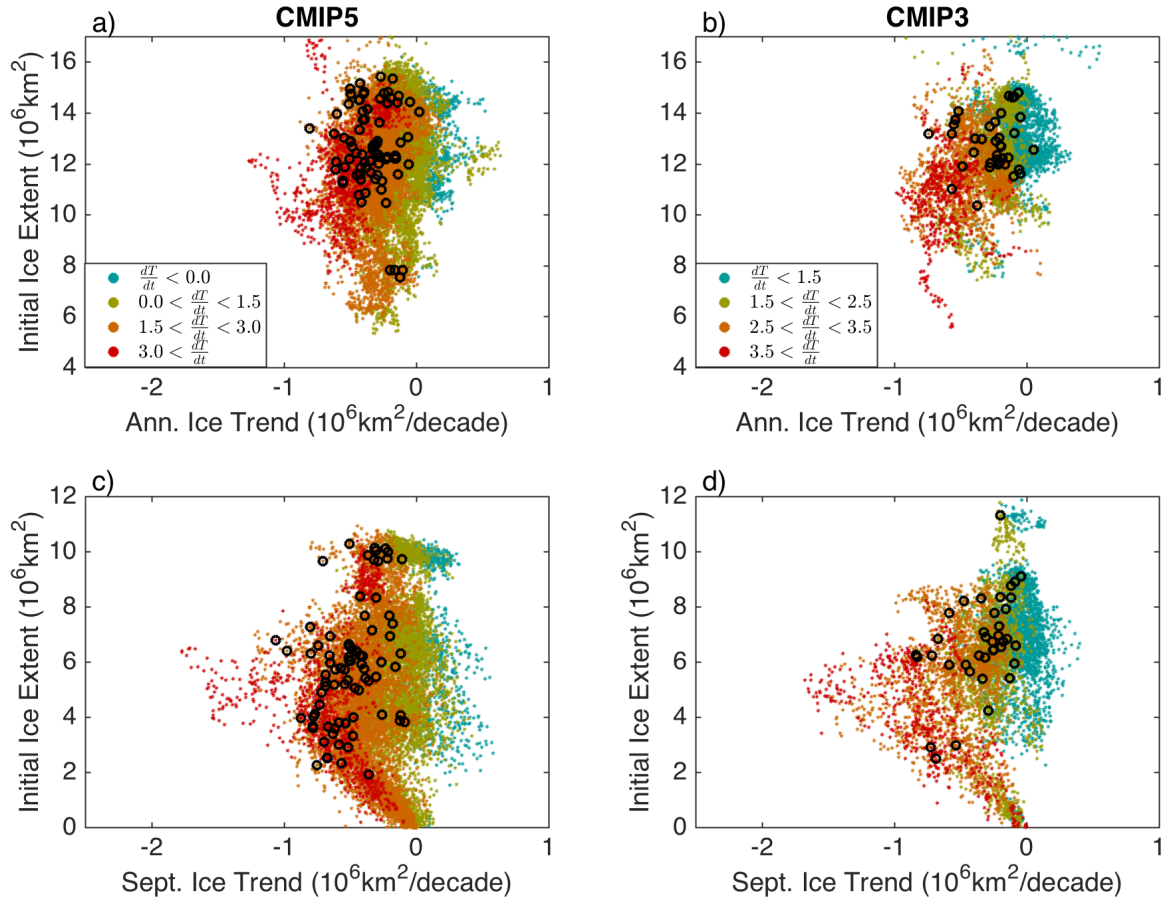 CMIP5
CMIP3
a)
b)
Initial Ice Extent (10⁶km²)
16
14
12
10
8
6
4
dT/dt < 0.0
0.0 < dT/dt < 1.5
1.5 < dT/dt < 3.0
3.0 < dT/dt
-2 -1 0 1
Ann. Ice Trend (10⁶km²/decade)
Initial Ice Extent (10⁶km²)
16
14
12
10
8
6
4
dT/dt < 1.5
1.5 < dT/dt < 2.5
2.5 < dT/dt < 3.5
3.5 < dT/dt
-2 -1 0 1
Ann. Ice Trend (10⁶km²/decade)
c)
Initial Ice Extent (10⁶km²)
12
10
8
6
4
2
0
-2 -1 0 1
Sept. Ice Trend (10⁶km²/decade)
d)
Initial Ice Extent (10⁶km²)
12
10
8
6
4
2
0
-2 -1 0 1
Sept. Ice Trend (10⁶km²/decade)